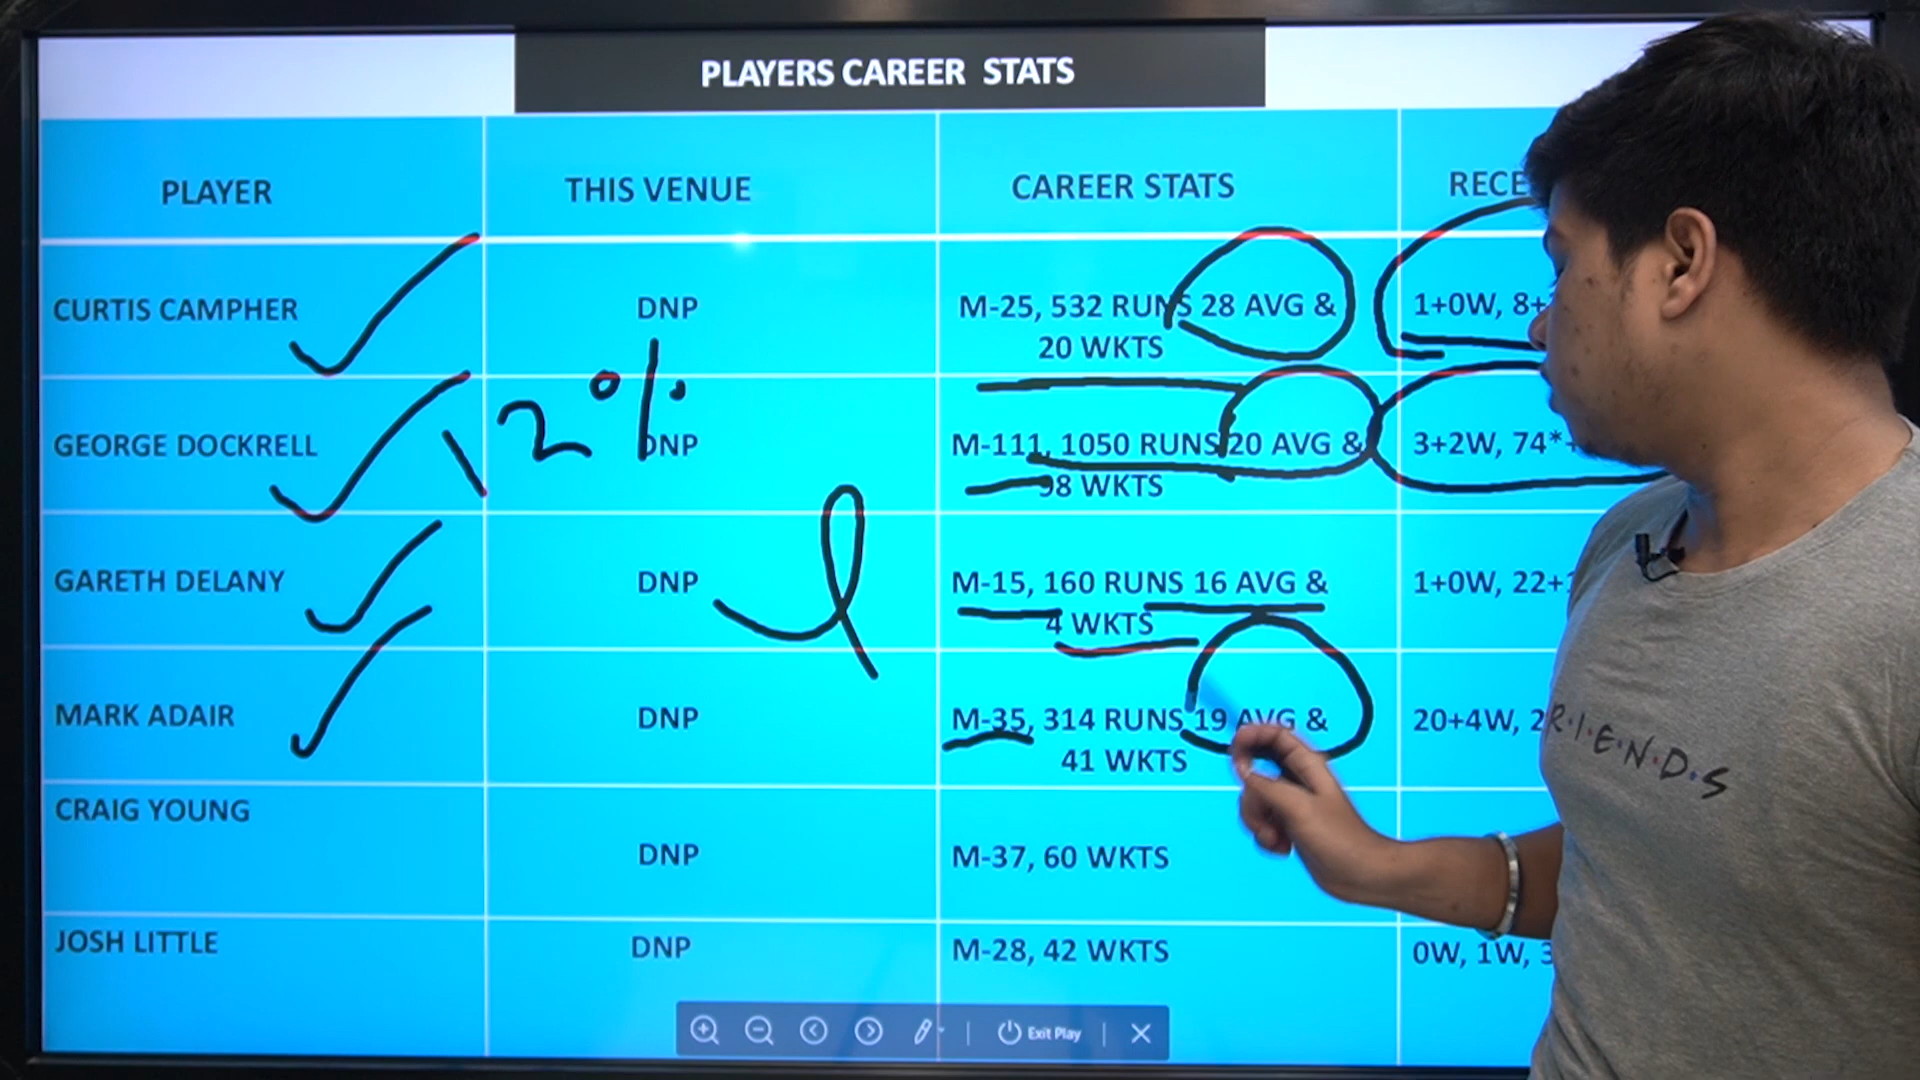 PLAYERS CAREER STATS
PLAYER THIS VENUE CAREER STATS RECE
CURTIS CAMPHER DNP M-25, 532 RUNS 28 AVG & 1+0W, 8+
20 WKTS
12%
GEORGE DOCKRELL DNP M-111, 1050 RUNS 20 AVG & 3+2W, 74*+
98 WKTS
GARETH DELANY DNP M-15, 160 RUNS 16 AVG & 1+0W, 22+
4 WKTS
MARK ADAIR DNP M-35, 314 RUNS 19 AVG & 20+4W, 2
41 WKTS
R·I·E·N·D·S
CRAIG YOUNG
DNP M-37, 60 WKTS
JOSH LITTLE DNP M-28, 42 WKTS 0W, 1W, 3
Exit Play